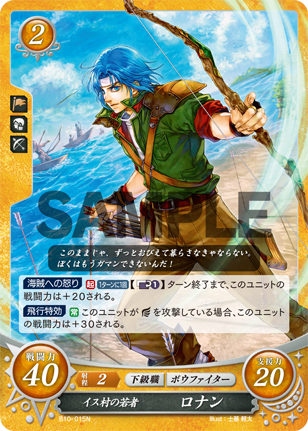 2
SAMPLE
このままじゃ、ずっとおびえて暮らさなきゃならない。
ぼくはもうガマンできないんだ!
海賊への怒り 起 1ターンに1回 【 1】ターン終了まで、このユニットの
戦闘力は+20される。
飛行特効 常 このユニットが を攻撃している場合、このユニッ
トの戦闘力は+30される。
戦闘力
40
射程 2 下級職 ボウファイター
支援力
20
イス村の若者 ロナン
B10-015N
Illust:土基 観太